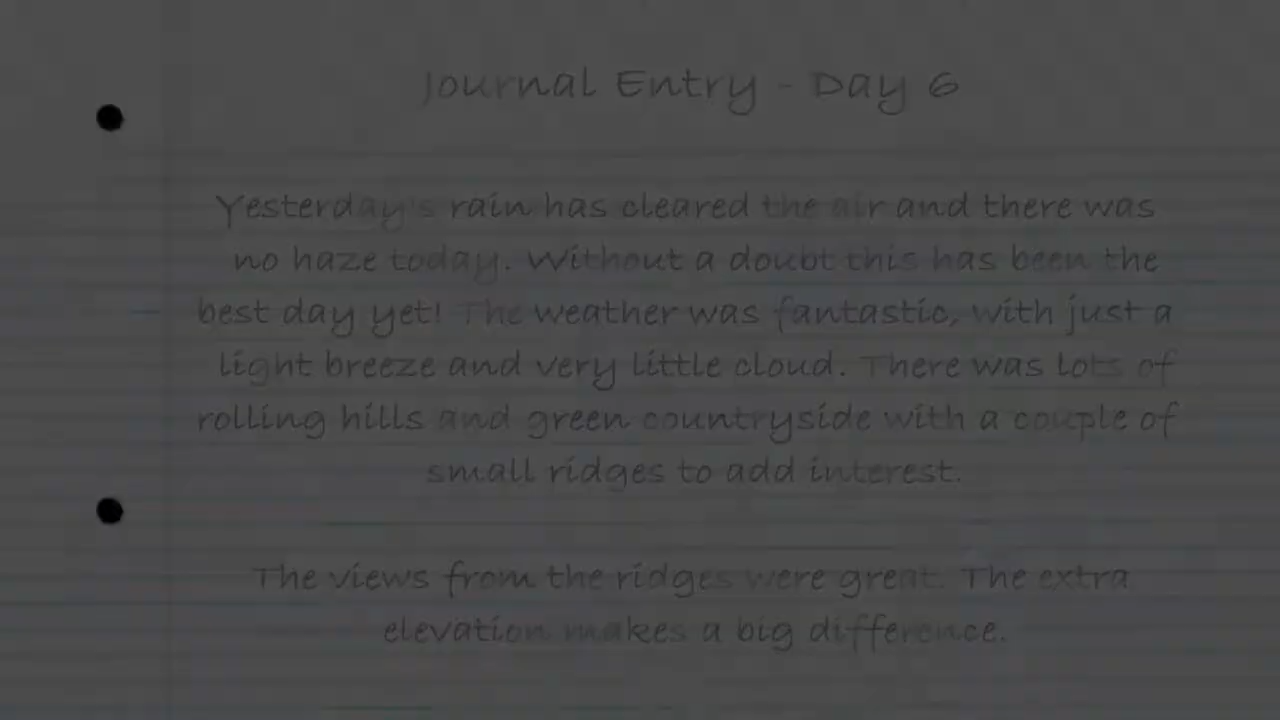 Journal Entry - Day 6
Yesterday's rain has cleared the air and there was
no haze today. Without a doubt this has been the
best day yet! The weather was fantastic, with just a
light breeze and very little cloud. There was lots of
rolling hills and green countryside with a couple of
small ridges to add interest.
The views from the ridges were great. The extra
elevation makes a big difference.